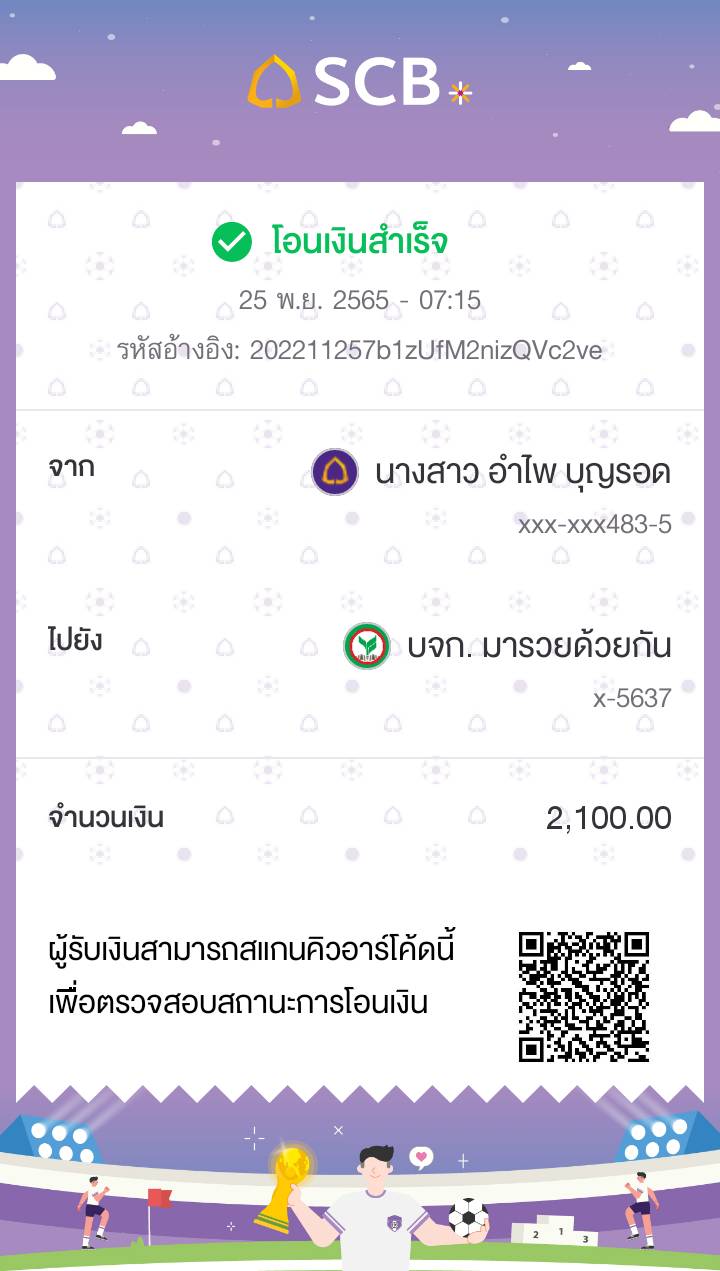 SCB
โอนเงินสำเร็จ
25 พ.ย. 2565 - 07:15
รหัสอ้างอิง: 202211257b1zUfM2nizQVc2ve
จาก
นางสาว อำไพ บุญรอด
xxx-xxx483-5
ไปยัง
บจก. มารวยด้วยกัน
x-5637
จำนวนเงิน
2,100.00
ผู้รับเงินสามารถสแกนคิวอาร์โค้ดนี้
เพื่อตรวจสอบสถานะการโอนเงิน
2 1 3